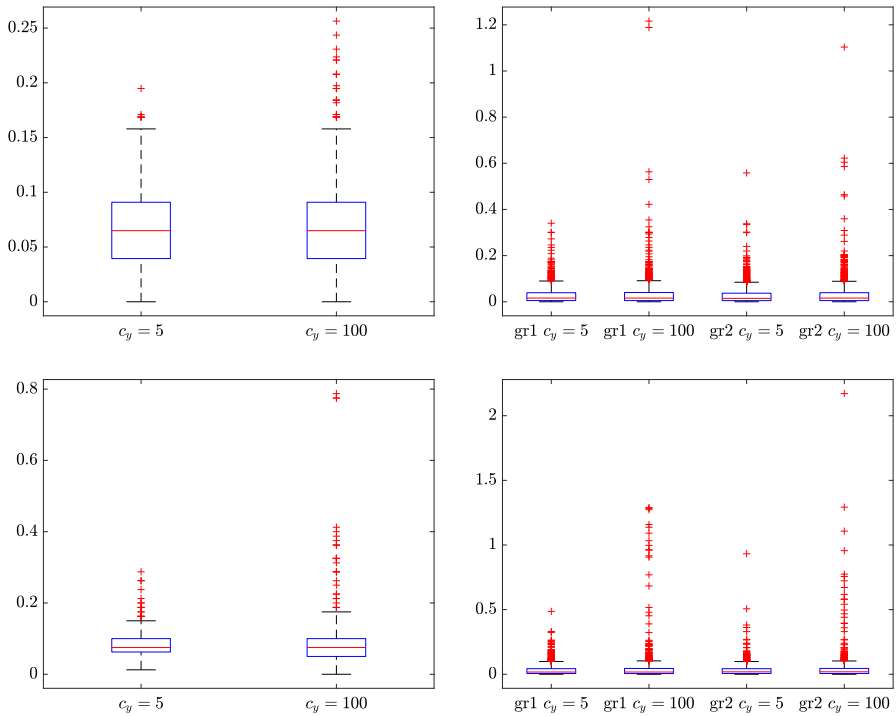 0.25
0.2
0.15
0.1
0.05
0
c_y = 5
c_y = 100
1.2
1
0.8
0.6
0.4
0.2
0
gr1 c_y = 5
gr1 c_y = 100
gr2 c_y = 5
gr2 c_y = 100
0.8
0.6
0.4
0.2
0
c_y = 5
c_y = 100
2
1.5
1
0.5
0
gr1 c_y = 5
gr1 c_y = 100
gr2 c_y = 5
gr2 c_y = 100